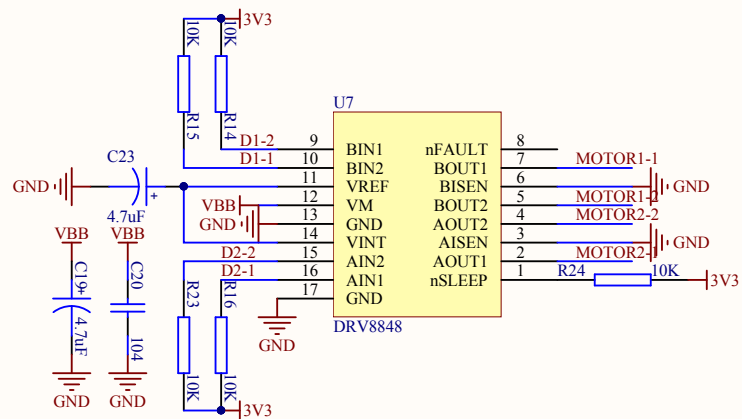 3V3
10K
10K
R15
R14
U7
D1-2
9
BIN1
nFAULT
8
D1-1
10
BIN2
BOUT1
7
MOTOR1-1
C23
11
VREF
BISEN
6
GND
GND
+
4.7uF
VBB
12
VM
BOUT2
5
MOTOR1-2
GND
13
GND
AOUT2
4
MOTOR2-2
VBB
VBB
14
VINT
AISEN
3
GND
D2-2
15
AIN2
AOUT1
2
MOTOR2-1
C19
+
C20
D2-1
16
AIN1
nSLEEP
1
R24
10K
3V3
R23
R16
17
GND
4.7uF
104
GND
DRV8848
GND
GND
10K
10K
3V3